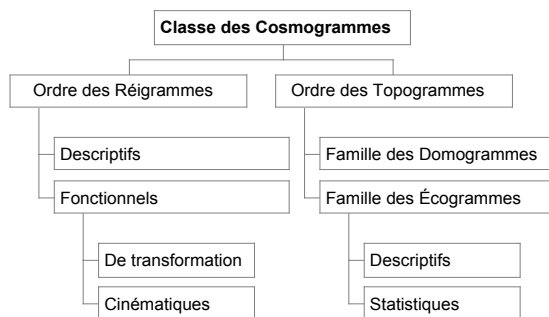 Classe des Cosmogrammes
Ordre des Réigrammes
Ordre des Topogrammes
Descriptifs
Famille des Domogrammes
Fonctionnels
Famille des Écogrammes
De transformation
Descriptifs
Cinématiques
Statistiques